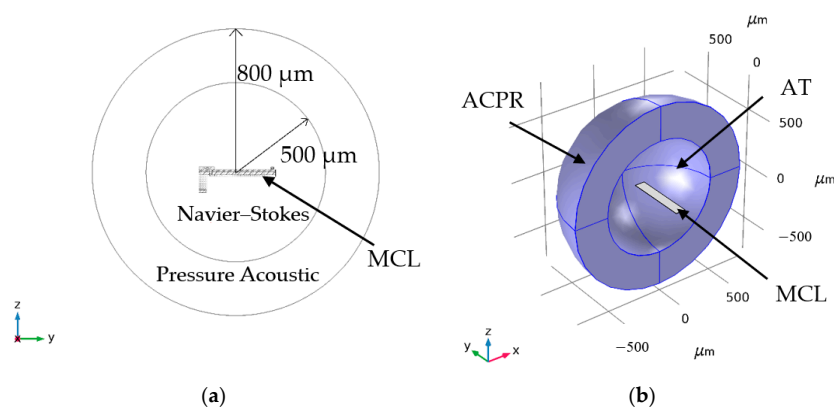 800 μm
500 μm
Navier–Stokes
MCL
Pressure Acoustic
z
x
y
(a)
μm
500
μm
0
AT
ACPR
500
μm
0
−500
MCL
500
0
μm
−500
z
y
x
(b)